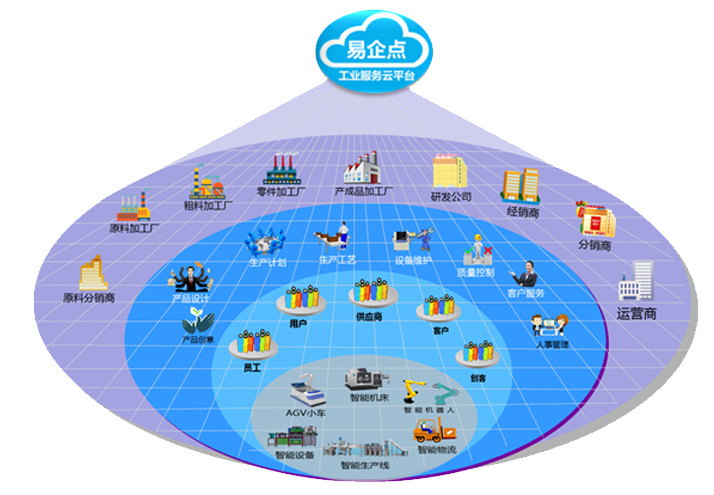 易企点
工业服务云平台
零件加工厂
产成品加工厂
研发公司
粗料加工厂
经销商
原料加工厂
分销商
生产计划
生产工艺
设备维护
质量控制
原料分销商
产品设计
客户服务
运营商
用户
供应商
客户
产品创意
人事管理
员工
创客
AGV小车
智能机床
智能机器人
智能设备
智能生产线
智能物流